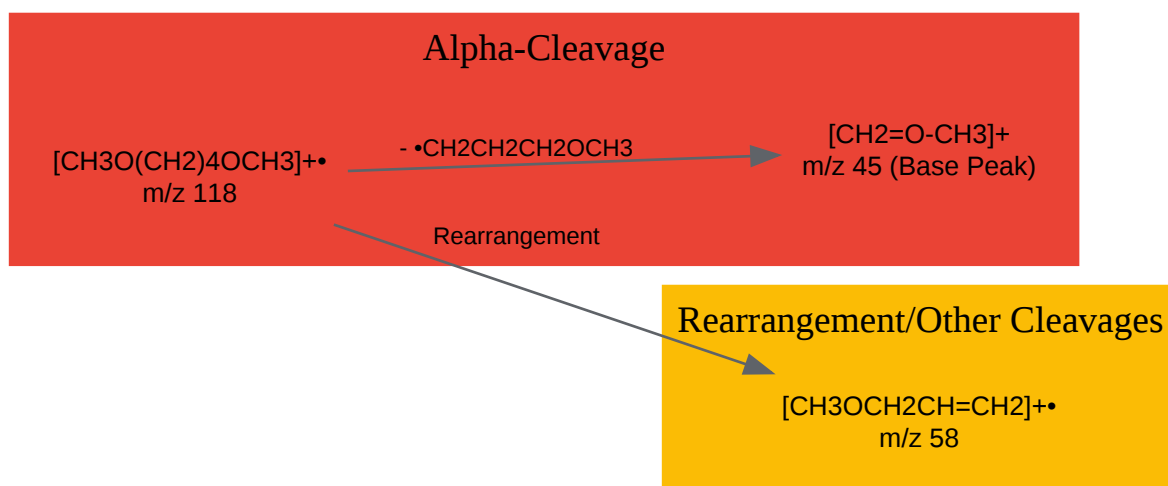 Alpha-Cleavage
[CH3O(CH2)4OCH3]+•
m/z 118
- •CH2CH2CH2OCH3
[CH2=O-CH3]+
m/z 45 (Base Peak)
Rearrangement
Rearrangement/Other Cleavages
[CH3OCH2CH=CH2]+•
m/z 58